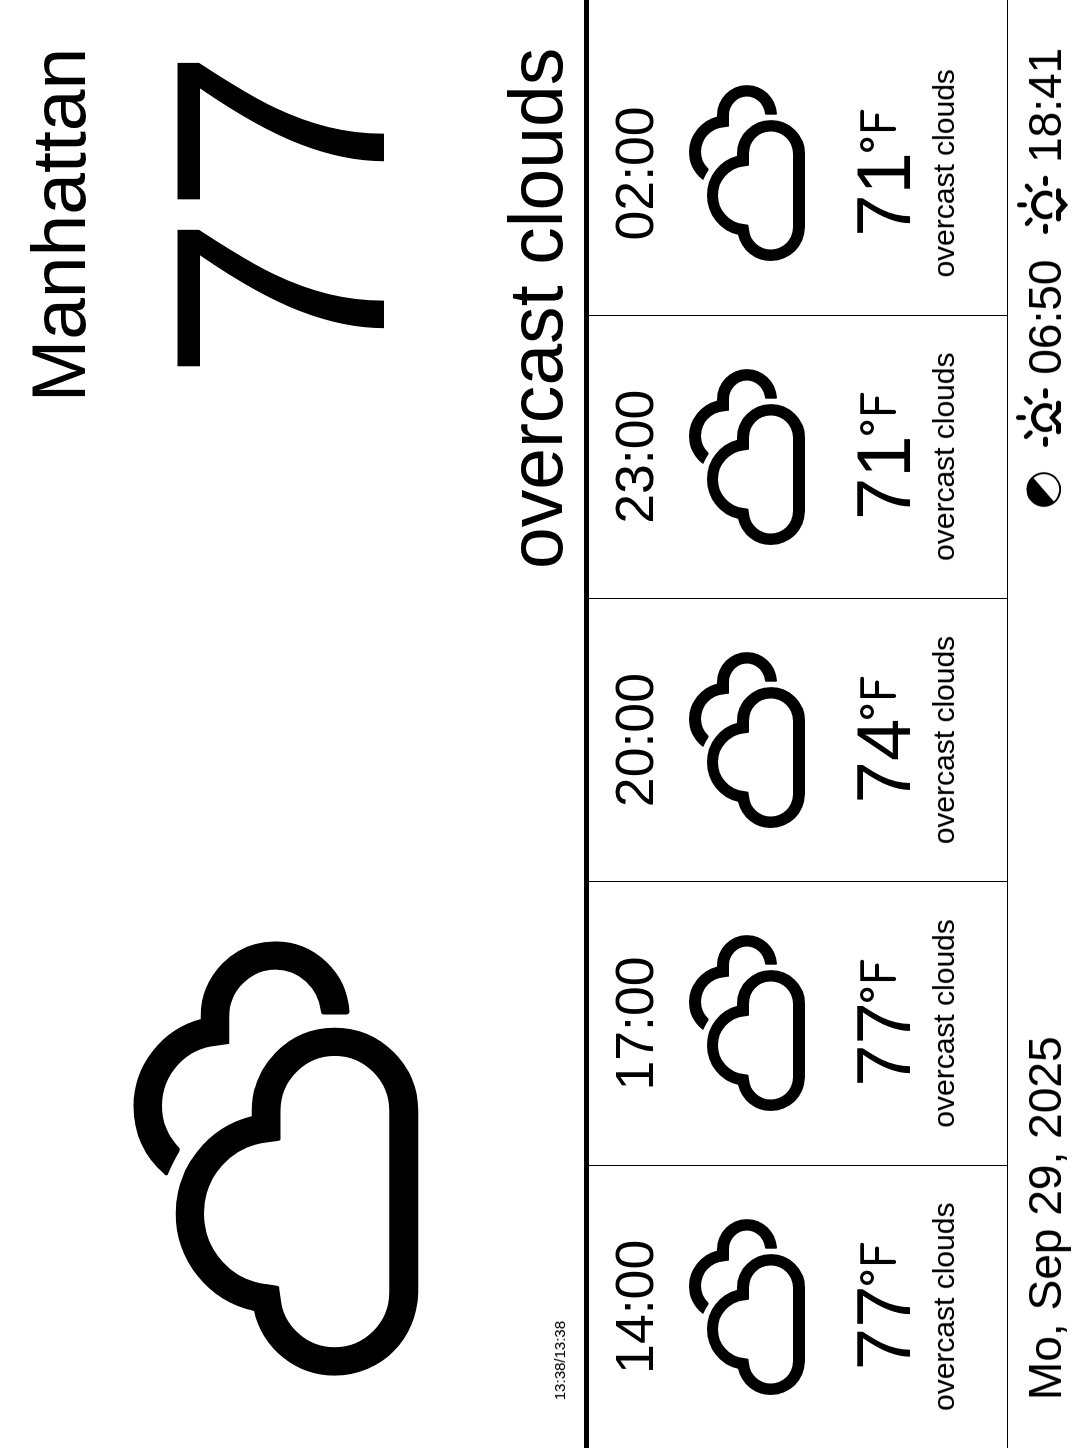 Manhattan
77
overcast clouds
13:38/13:38
14:00 17:00 20:00 23:00 02:00
77°F 77°F 74°F 71°F 71°F
overcast clouds overcast clouds overcast clouds overcast clouds overcast clouds
Mo, Sep 29, 2025 06:50 18:41